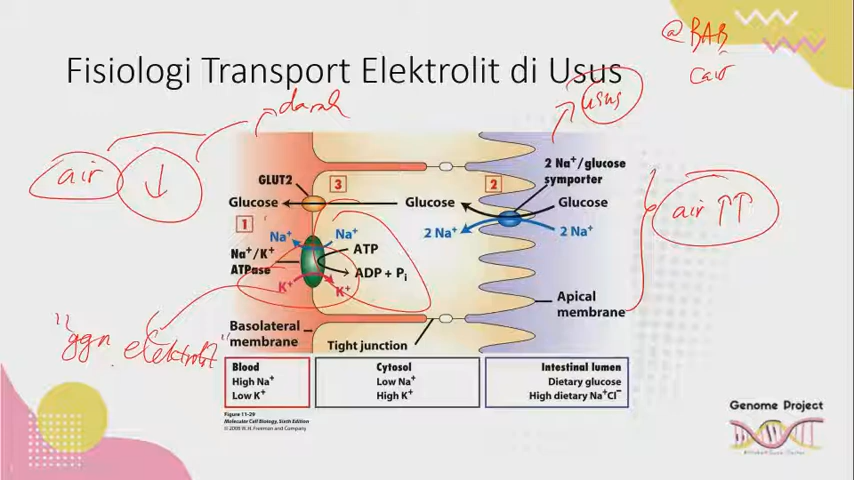 Fisiologi Transport Elektrolit di Usus
@ BAB
cair
darah
usus
air ↓
air ↑↑
"ggn. elektrolit"
GLUT2
3
Glucose
1
Na⁺
Na⁺
Na⁺/K⁺
ATPase
ATP
ADP + Pᵢ
K⁺
K⁺
Basolateral
membrane
Tight junction
Glucose
2
2 Na⁺/glucose
symporter
Glucose
2 Na⁺
2 Na⁺
Apical
membrane
Blood
High Na⁺
Low K⁺
Cytosol
Low Na⁺
High K⁺
Intestinal lumen
Dietary glucose
High dietary Na⁺Cl⁻
Figure 11-29
Molecular Cell Biology, Sixth Edition
© 2008 W. H. Freeman and Company
Genome Project